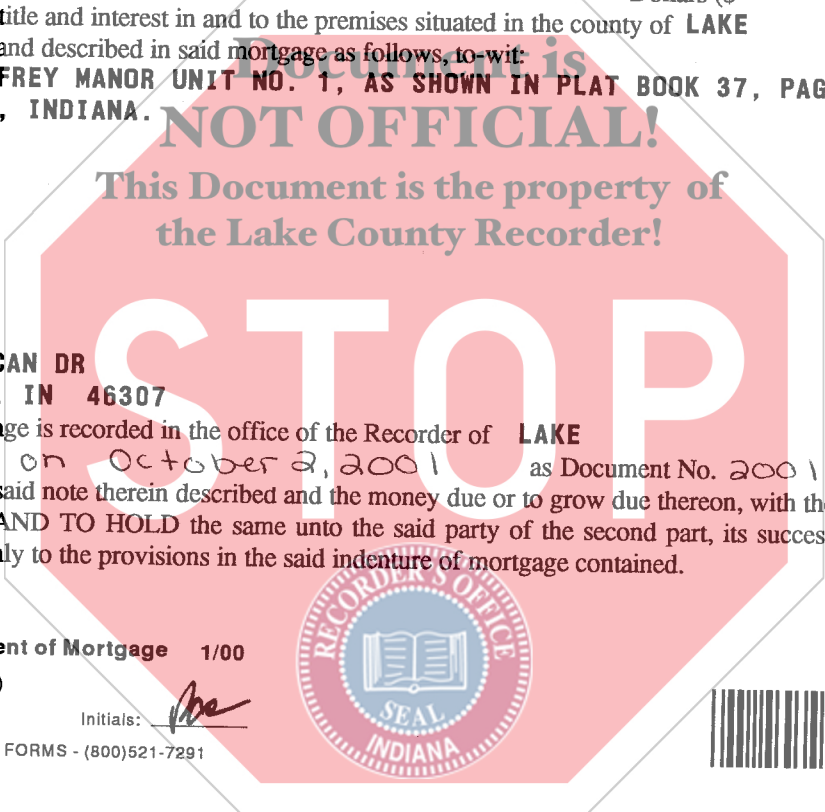 title and interest in and to the premises situated in the county of LAKE
and described in said mortgage as follows, to-wit:
Document is
FREY MANOR UNIT NO. 1, AS SHOWN IN PLAT BOOK 37, PAG
, INDIANA.
NOT OFFICIAL!
This Document is the property of
the Lake County Recorder!
STOP
CAN DR
IN 46307
ge is recorded in the office of the Recorder of LAKE
on October 2, 2001 as Document No. 2001
said note therein described and the money due or to grow due thereon, with th
AND TO HOLD the same unto the said party of the second part, its succes
ly to the provisions in the said indenture of mortgage contained.
RECORDER'S OFFICE
SEAL
INDIANA
ent of Mortgage 1/00
)
Initials:
FORMS - (800)521-7291